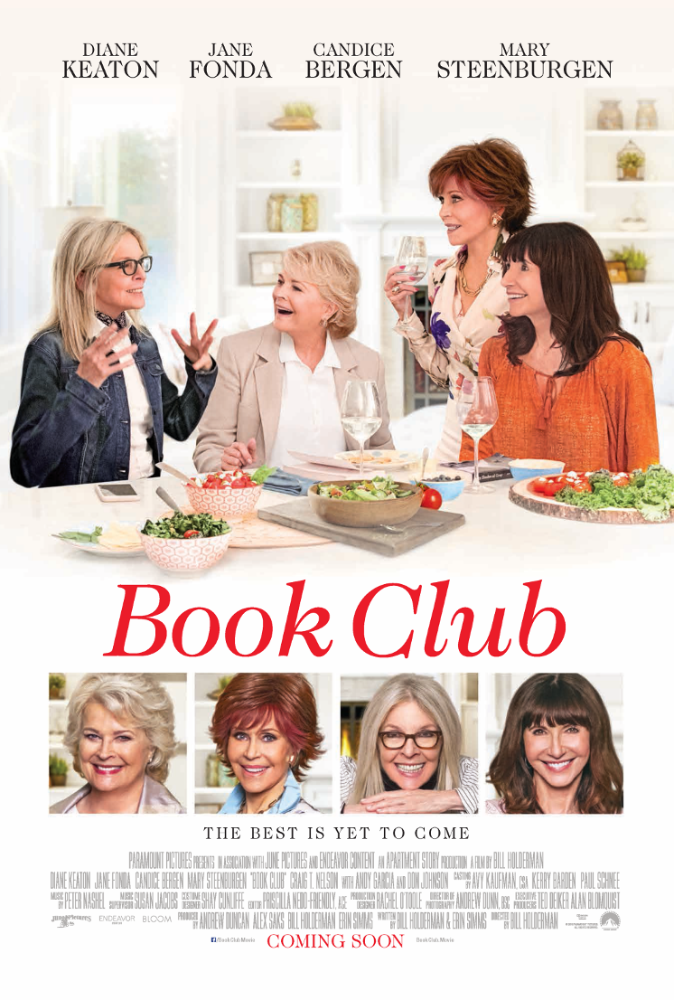 DIANE KEATON
JANE FONDA
CANDICE BERGEN
MARY STEENBURGEN
Book Club
THE BEST IS YET TO COME
PARAMOUNT PICTURES PRESENTS IN ASSOCIATION WITH JUNE PICTURES AND ENDEAVOR CONTENT AN APARTMENT STORY PRODUCTION A FILM BY BILL HOLDERMAN
DIANE KEATON JANE FONDA CANDICE BERGEN MARY STEENBURGEN "BOOK CLUB" CRAIG T. NELSON WITH ANDY GARCIA AND DON JOHNSON CASTING BY AVY KAUFMAN, CSA KERRY BARDEN PAUL SCHNEE
MUSIC BY PETER NASHEL MUSIC SUPERVISOR SUSAN JACOBS COSTUME DESIGNER SHAY CUNLIFFE EDITOR PRISCILLA NEDD-FRIENDLY, ACE PRODUCTION DESIGNER RACHEL O'TOOLE DIRECTOR OF PHOTOGRAPHY ANDREW DUNN, BSC EXECUTIVE PRODUCERS TED DEIKER ALAN BLOMQUIST
JUNE PICTURES ENDEAVOR CONTENT BLOOM PRODUCED BY ANDREW DUNCAN ALEX SAKS BILL HOLDERMAN ERIN SIMMS WRITTEN BY BILL HOLDERMAN & ERIN SIMMS DIRECTED BY BILL HOLDERMAN
f/BookClubMovie COMING SOON BookClub.Movie